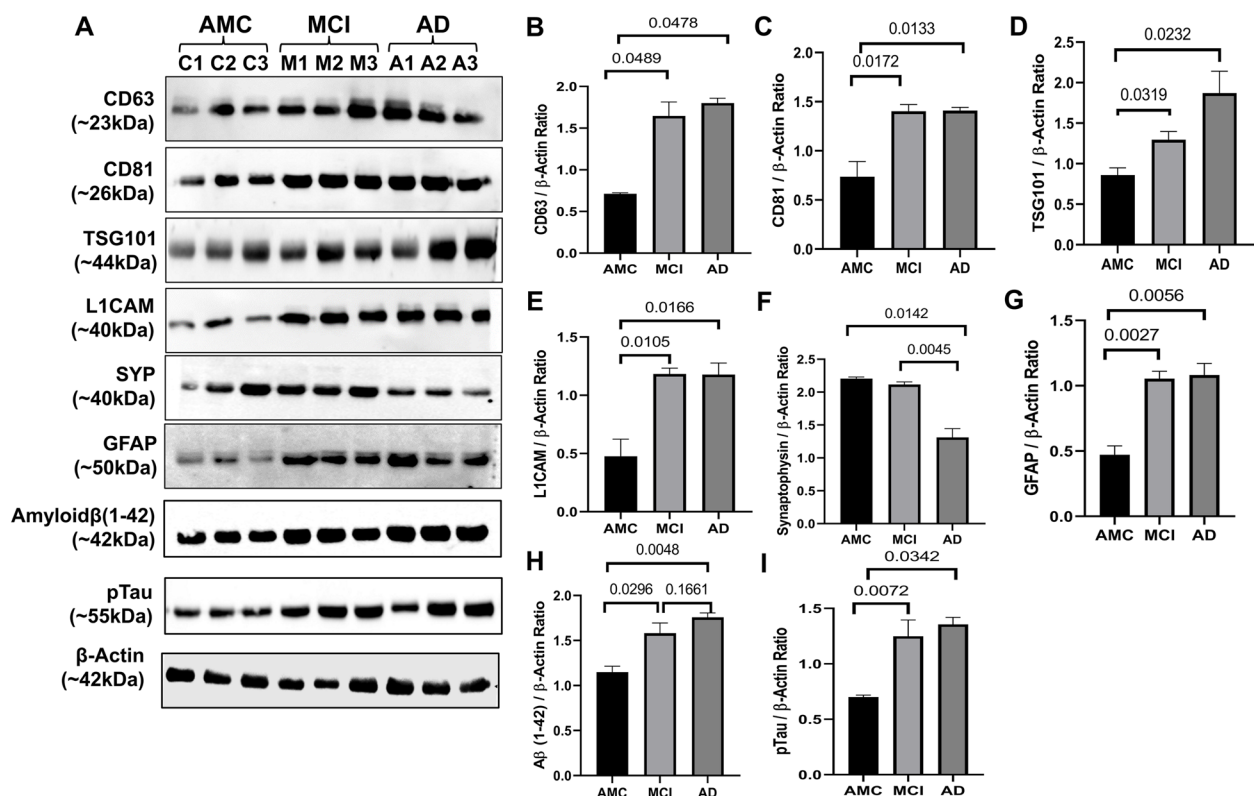 A
AMC MCI AD
C1 C2 C3 M1 M2 M3 A1 A2 A3
CD63
(~23kDa)
CD81
(~26kDa)
TSG101
(~44kDa)
L1CAM
(~40kDa)
SYP
(~40kDa)
GFAP
(~50kDa)
Amyloidβ(1-42)
(~42kDa)
pTau
(~55kDa)
β-Actin
(~42kDa)
B
0.0478
0.0489
CD63 / β-Actin Ratio
2.0
1.5
1.0
0.5
0.0
AMC MCI AD
C
0.0133
0.0172
CD81 / β-Actin Ratio
2.0
1.5
1.0
0.5
0.0
AMC MCI AD
D
0.0232
0.0319
TSG101 / β-Actin Ratio
2.5
2.0
1.5
1.0
0.5
0.0
AMC MCI AD
E
0.0166
0.0105
L1CAM / β-Actin Ratio
1.5
1.0
0.5
0.0
AMC MCI AD
F
0.0142
0.0045
Synaptophysin / β-Actin Ratio
2.5
2.0
1.5
1.0
0.5
0.0
AMC MCI AD
G
0.0056
0.0027
GFAP / β-Actin Ratio
1.5
1.0
0.5
0.0
AMC MCI AD
H
0.0048
0.0296 0.1661
Aβ (1-42) / β-Actin Ratio
2.0
1.5
1.0
0.5
0.0
AMC MCI AD
I
0.0342
0.0072
pTau / β-Actin Ratio
1.5
1.0
0.5
0.0
AMC MCI AD